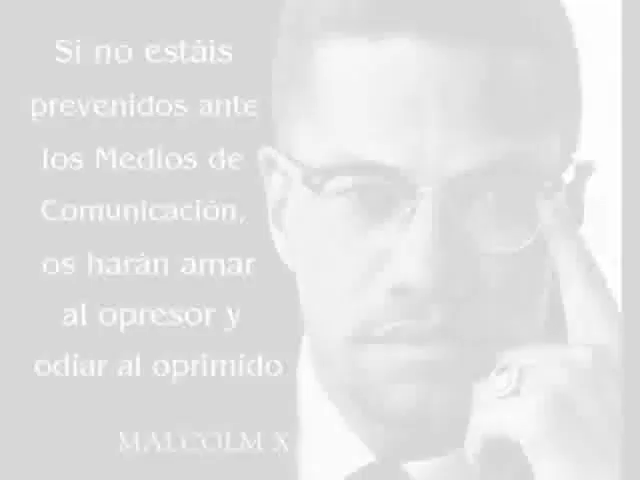 Si no estáis
prevenidos ante
los Medios de
Comunicación,
os harán amar
al opresor y
odiar al oprimido
MALCOLM X